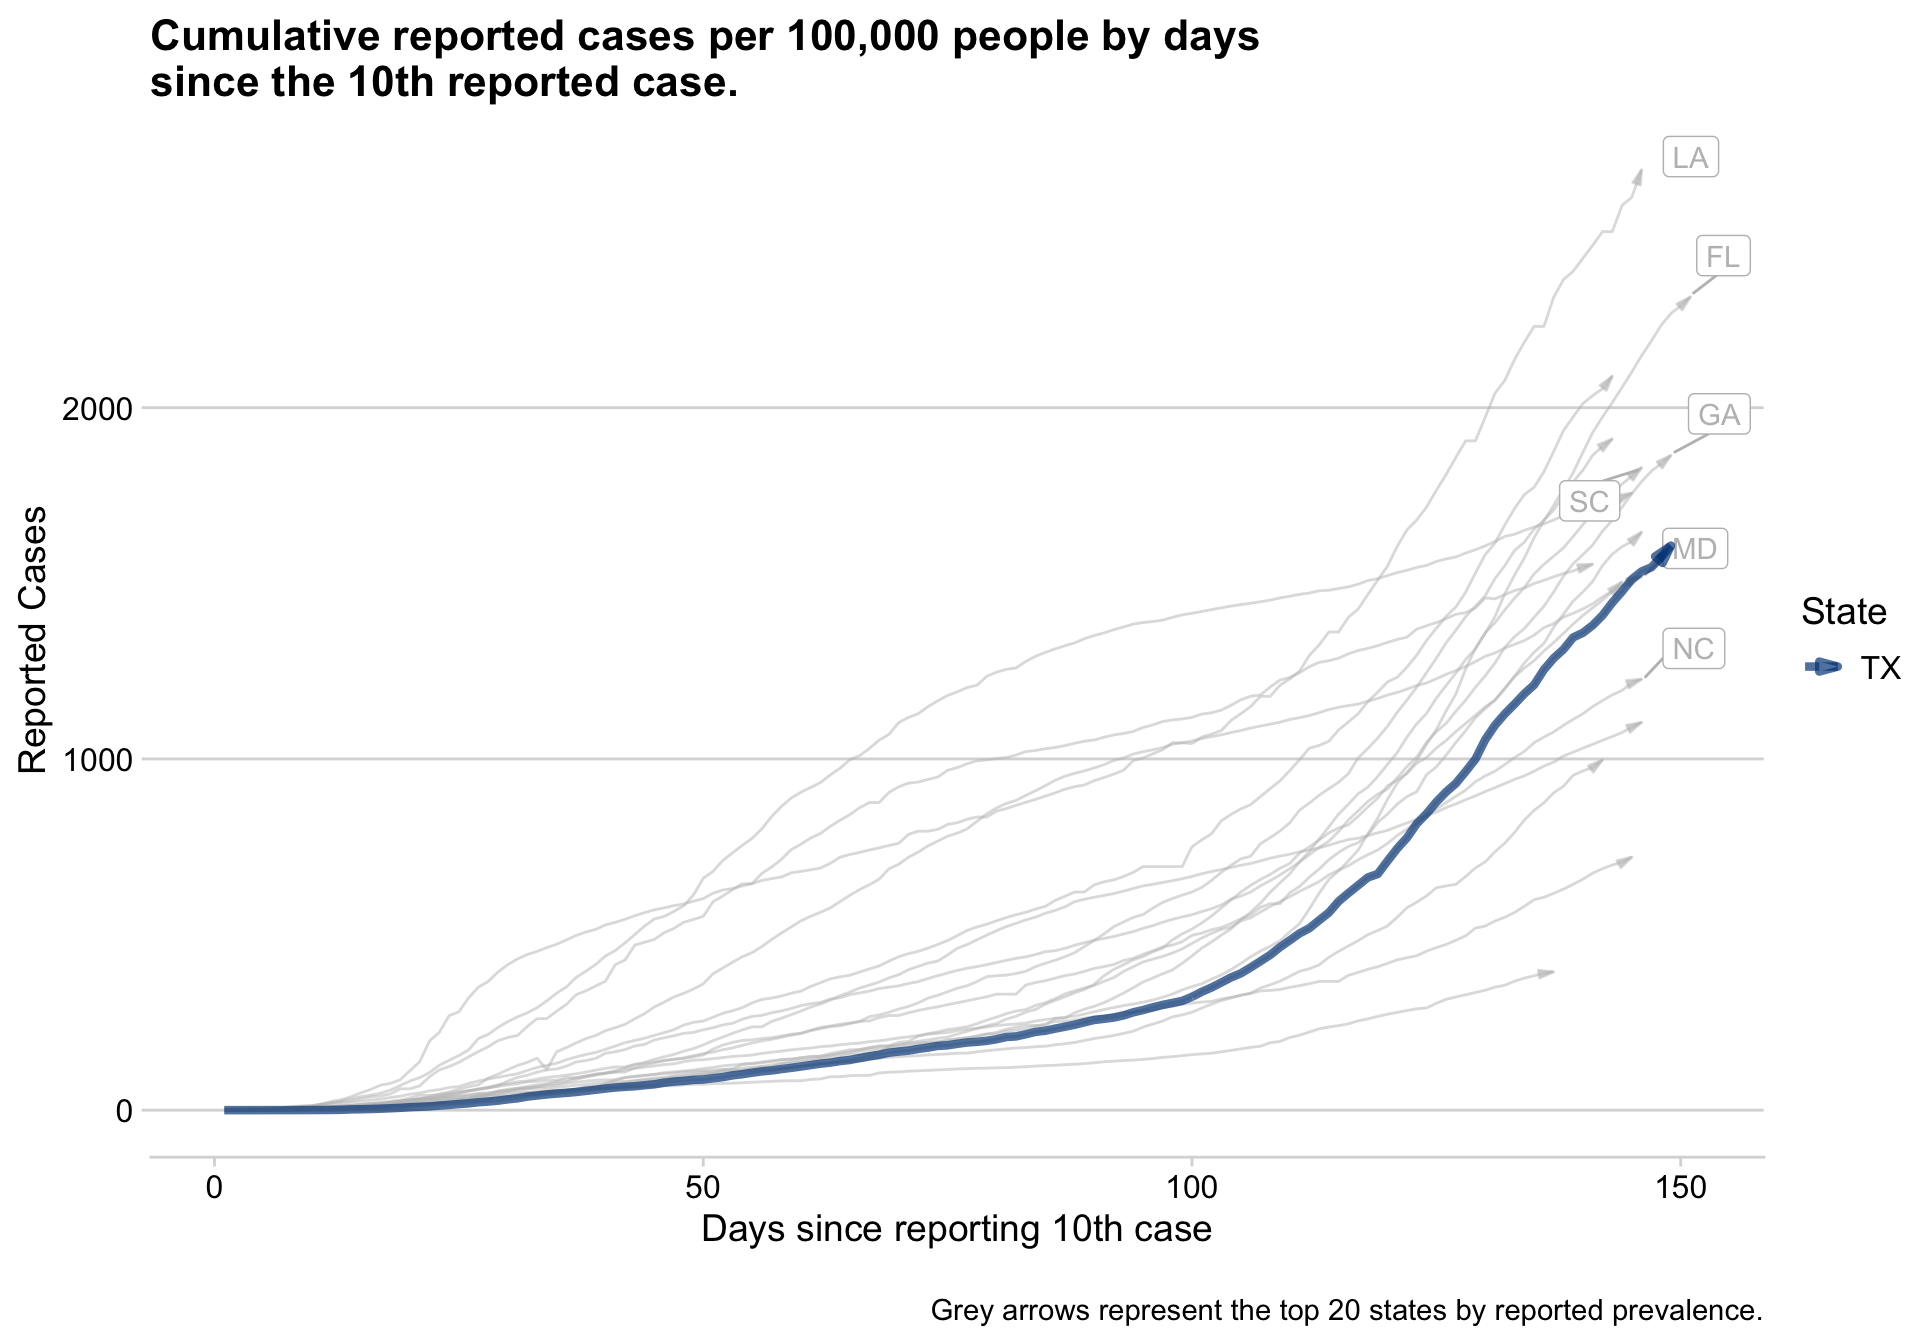 Cumulative reported cases per 100,000 people by days
since the 10th reported case.
LA
FL
2000
GA
SC
MD
Reported Cases
State
TX
NC
1000
0
0 50 100 150
Days since reporting 10th case
Grey arrows represent the top 20 states by reported prevalence.